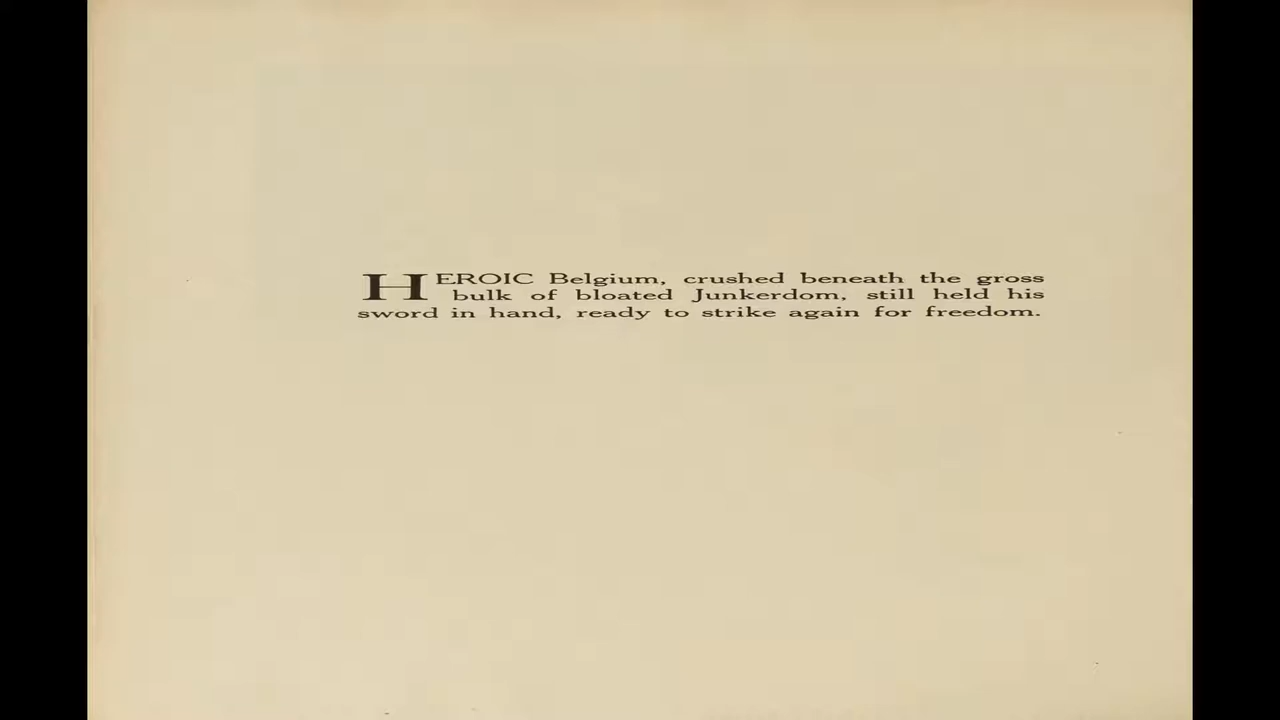 HEROIC Belgium, crushed beneath the gross
bulk of bloated Junkerdom, still held his
sword in hand, ready to strike again for freedom.